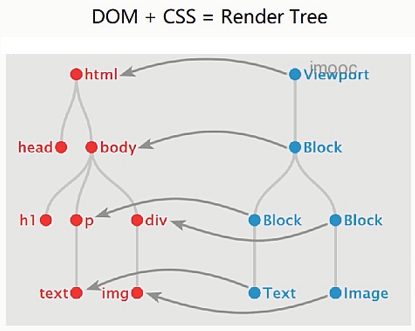 DOM + CSS = Render Tree
imooc
html Viewport
head body Block
h1 p div Block Block
text img Text Image